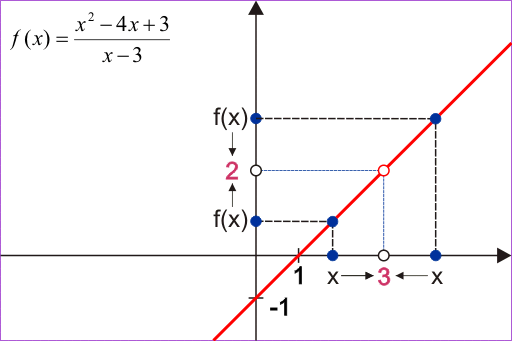 f(x) = (x² − 4x + 3)/(x − 3)
f(x)
2
f(x)
1 x 3 x
-1